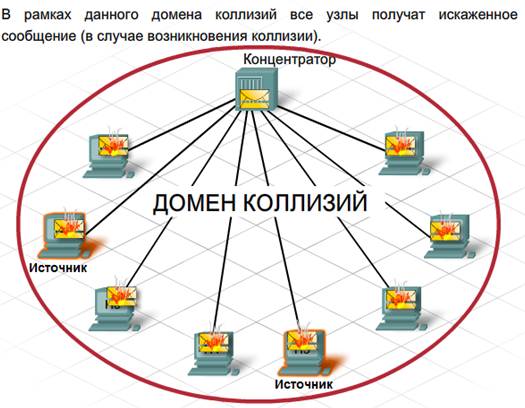 В рамках данного домена коллизий все узлы получат искаженное
сообщение (в случае возникновения коллизии).
Концентратор
ДОМЕН КОЛЛИЗИЙ
Источник
Источник